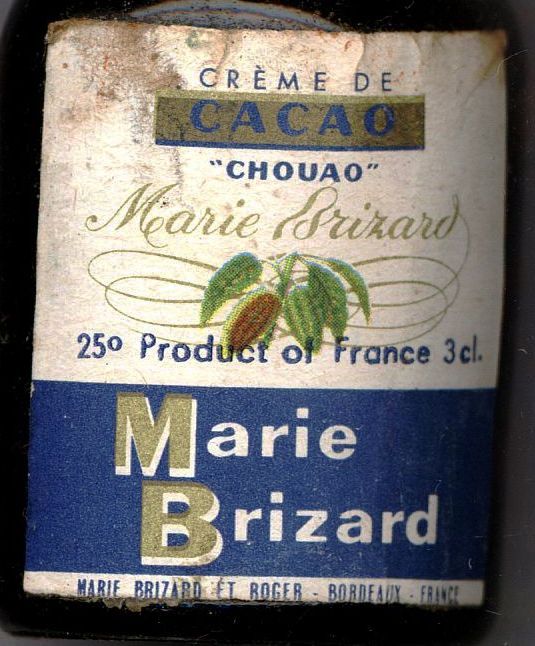 CRÈME DE
CACAO
"CHOUAO"
Marie Brizard
25º Product of France 3cl.
Marie
Brizard
MARIE BRIZARD ET ROGER - BORDEAUX - FRANCE